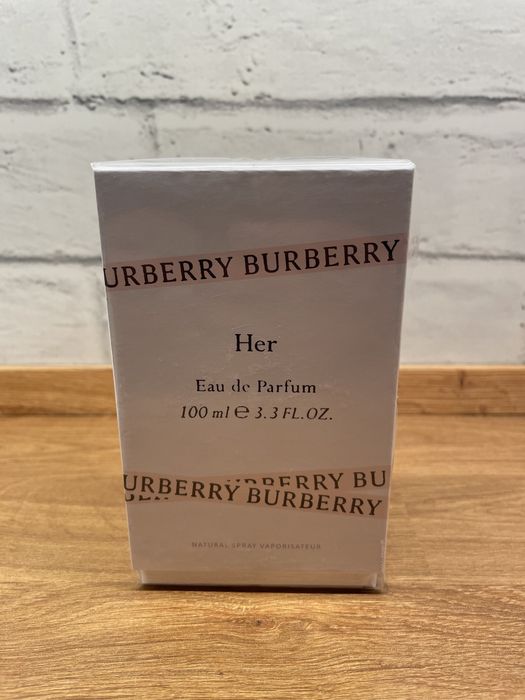 URBERRY BURBERRY
Her
Eau de Parfum
100 ml e 3.3 FL.OZ.
URBERRY BU
URBERRY BURBERRY
NATURAL SPRAY VAPORISATEUR